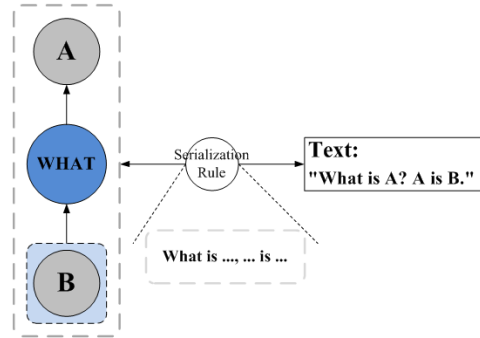 A
WHAT
B
Serialization
Rule
What is ..., ... is ...
Text:
"What is A? A is B."